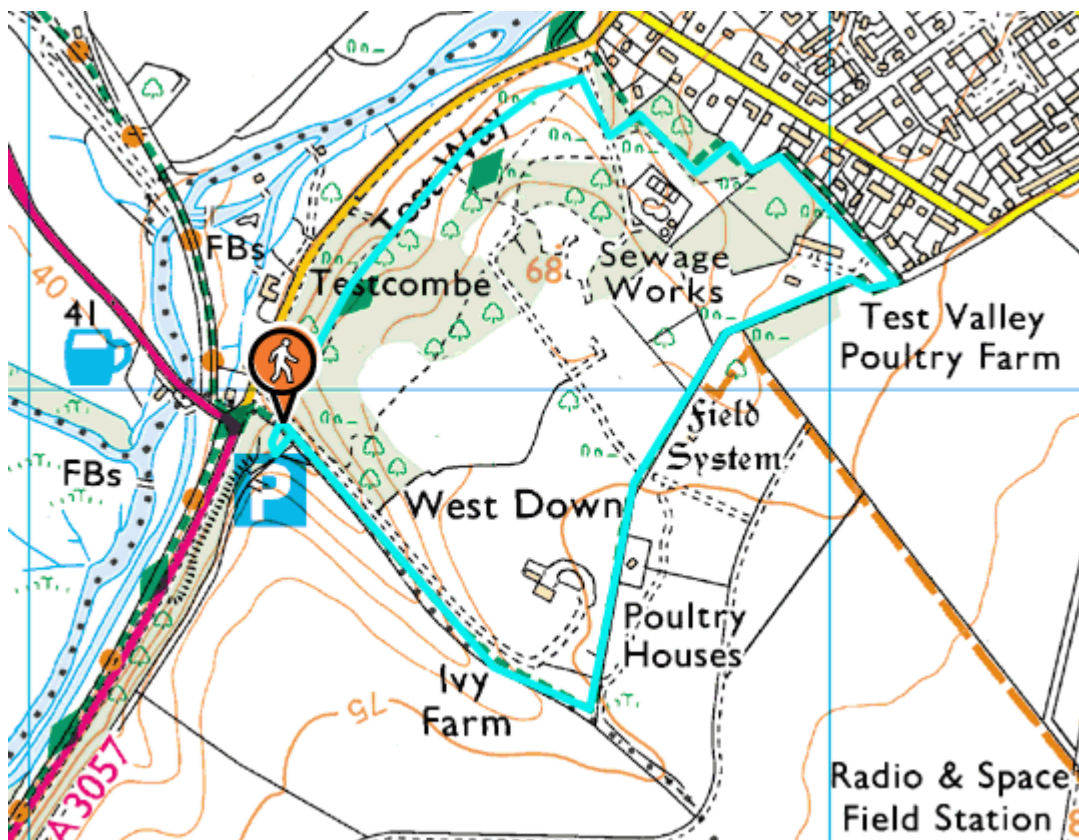 Test Way
FBs
Testcombe
68
Sewage
Works
40
41
Test Valley
Poultry Farm
Field
System
FBs
P
West Down
Poultry
Houses
Ivy
Farm
75
A 3057
Radio & Space
Field Station